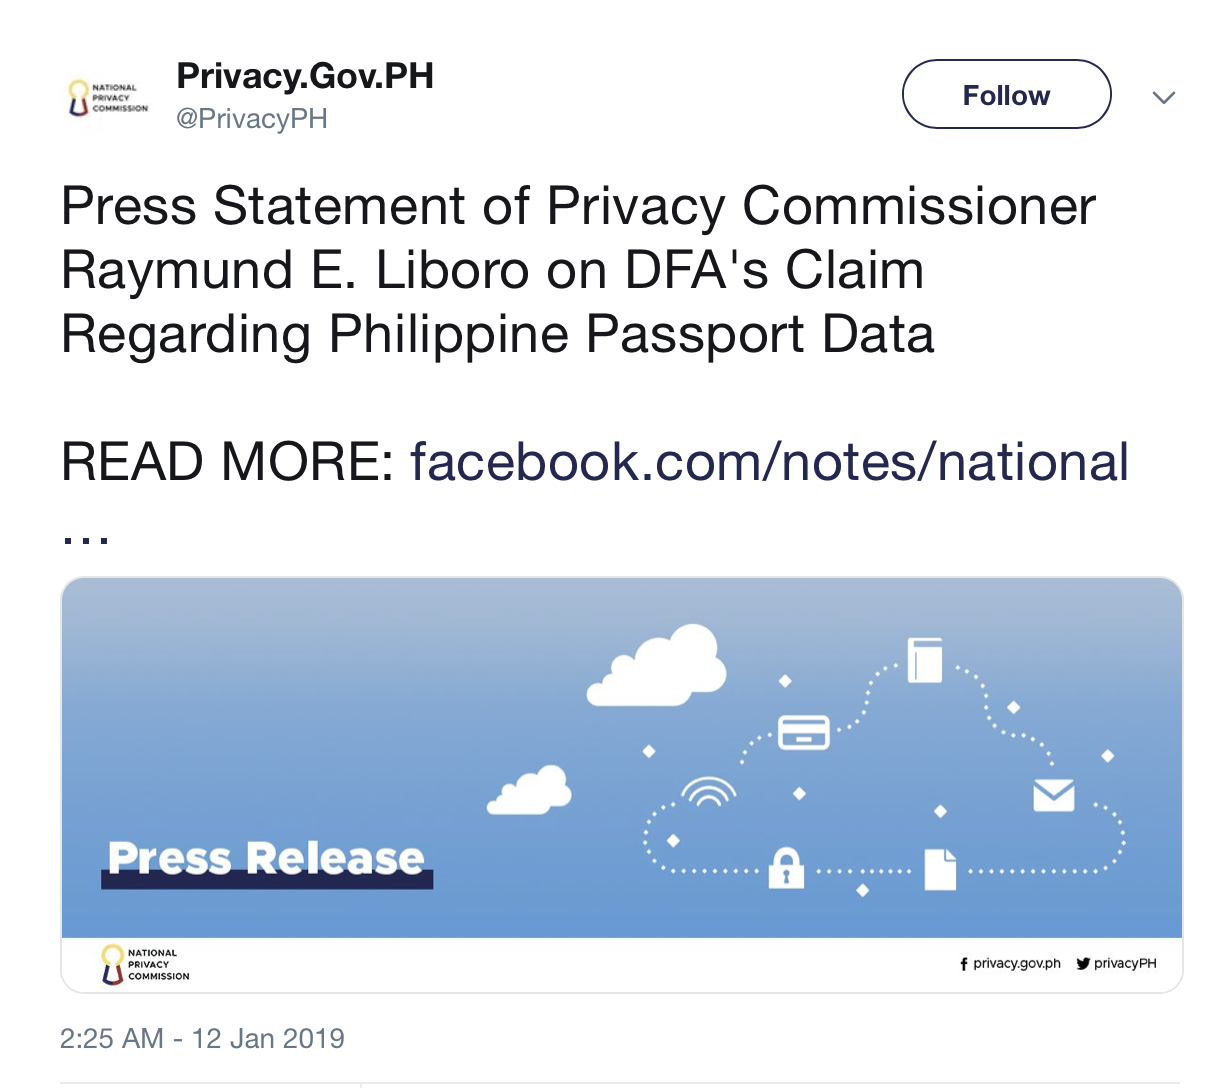 NATIONAL
PRIVACY
COMMISSION
Privacy.Gov.PH
@PrivacyPH
Follow
Press Statement of Privacy Commissioner
Raymund E. Liboro on DFA's Claim
Regarding Philippine Passport Data
READ MORE: facebook.com/notes/national
...
Press Release
NATIONAL
PRIVACY
COMMISSION
privacy.gov.ph privacyPH
2:25 AM - 12 Jan 2019